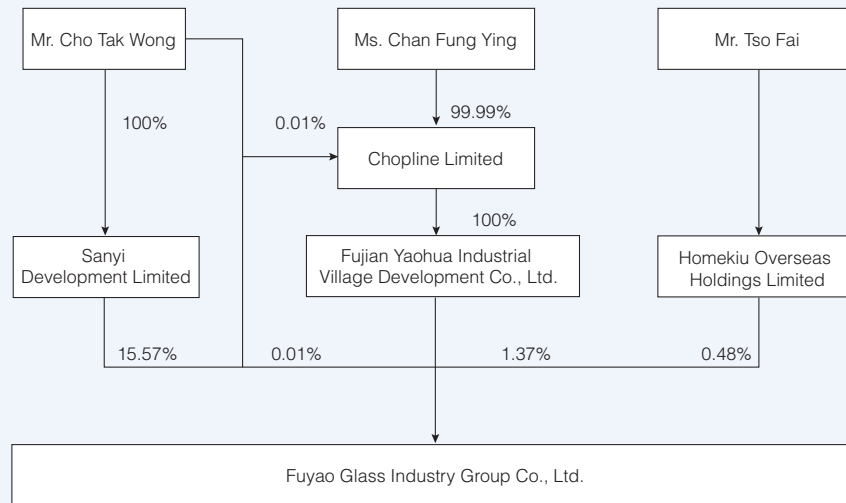 Mr. Cho Tak Wong
Ms. Chan Fung Ying
Mr. Tso Fai
100%
0.01%
99.99%
Chopline Limited
100%
Sanyi
Development Limited
Fujian Yaohua Industrial
Village Development Co., Ltd.
Homekiu Overseas
Holdings Limited
15.57%
0.01%
1.37%
0.48%
Fuyao Glass Industry Group Co., Ltd.